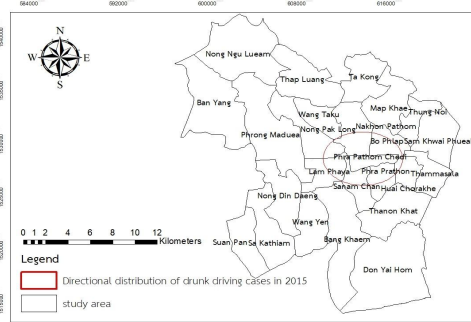 592000 596000 600000 608000 616000
N
W E
S
Nong Ngu Lueam
Ta Kong
Thap Luang
Ban Yang
Map Khae
Thung Noi
Wang Taku
Nong Pak Long
Nakhon Pathom
Phrong Maduea
Bo Phlap
Sam Khwai Phueak
Phra Pathom Chedi
Lam Phaya
Phra Prathon
Thammasala
Sanam Chan
Huai Chorakhe
Nong Din Daeng
Thanon Khat
Wang Yen
Suan Pan
Sa Kathiam
Bang Khaem
Don Yai Hom
0 1 2 4 6 8 10 12
Kilometers
Legend
Directional distribution of drunk driving cases in 2015
study area